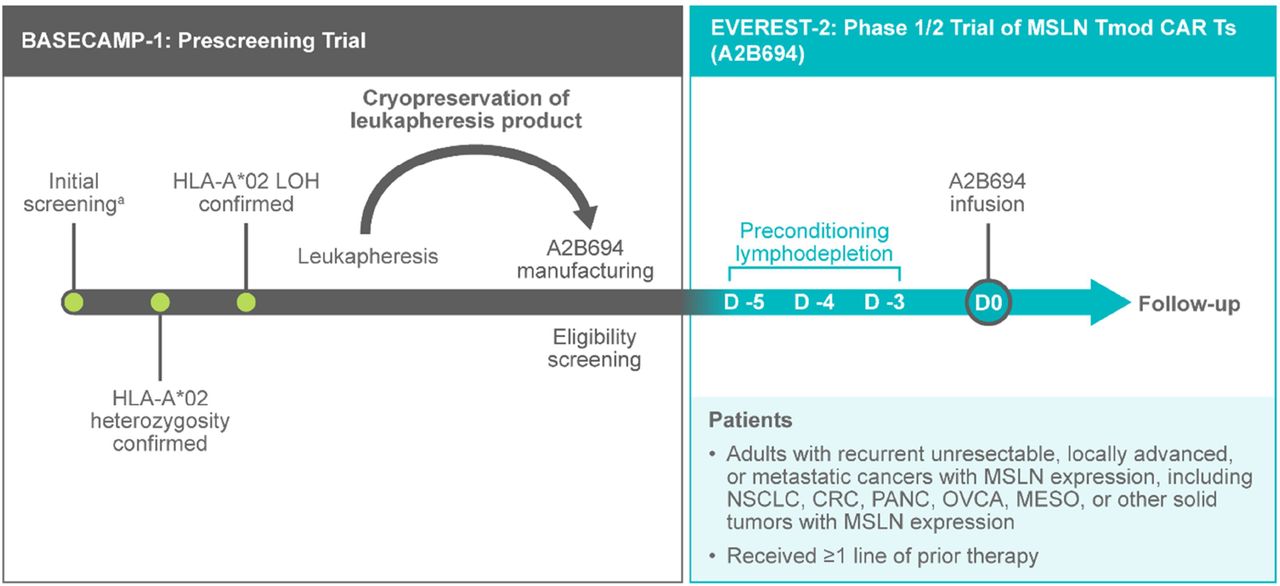 BASECAMP-1: Prescreening Trial
Cryopreservation of
leukapheresis product
Initial
screeningᵃ
HLA-A*02 LOH
confirmed
Leukapheresis
A2B694
manufacturing
HLA-A*02
heterozygosity
confirmed
Eligibility
screening
EVEREST-2: Phase 1/2 Trial of MSLN Tmod CAR Ts
(A2B694)
A2B694
infusion
Preconditioning
lymphodepletion
D -5
D -4
D -3
D0
Follow-up
Patients
• Adults with recurrent unresectable, locally advanced,
or metastatic cancers with MSLN expression, including
NSCLC, CRC, PANC, OVCA, MESO, or other solid
tumors with MSLN expression
• Received ≥1 line of prior therapy